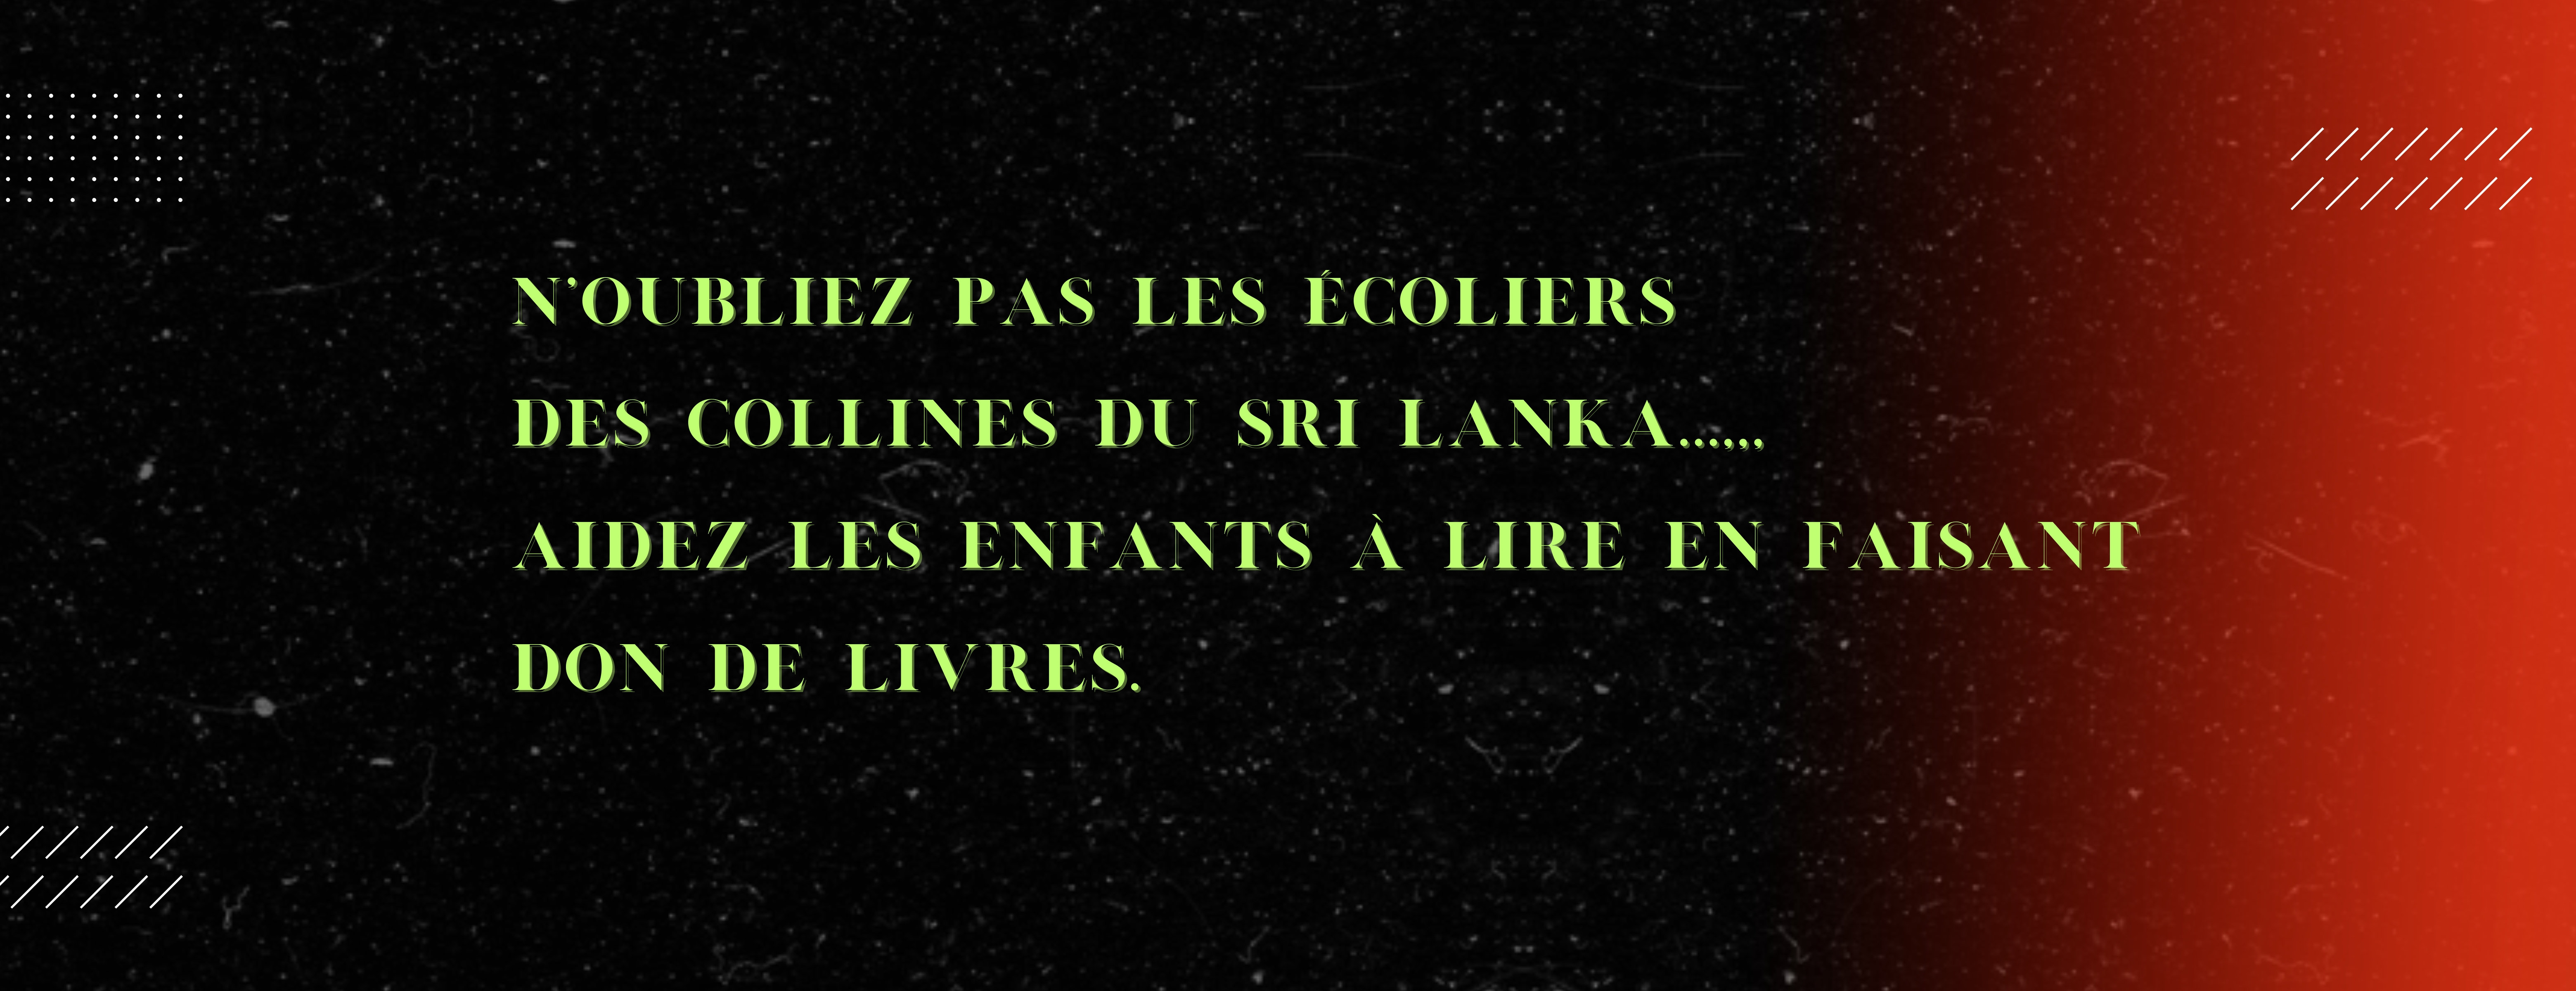 N’OUBLIEZ PAS LES ÉCOLIERS
DES COLLINES DU SRI LANKA...,,,
AIDEZ LES ENFANTS À LIRE EN FAISANT
DON DE LIVRES.